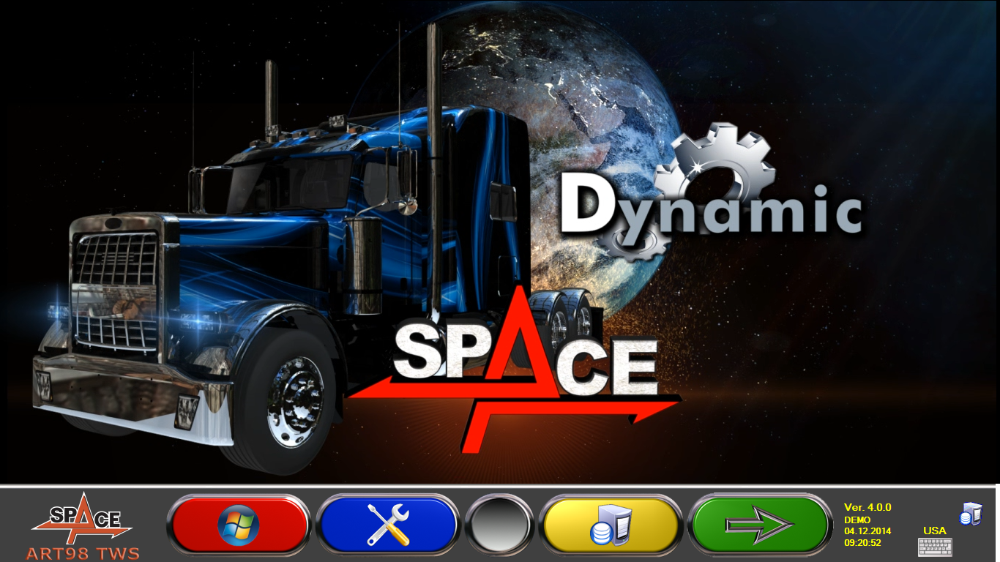 Dynamic
SPACE
SPACE
ART98 TWS
Ver. 4.0.0
DEMO
04.12.2014
09:20:52
USA